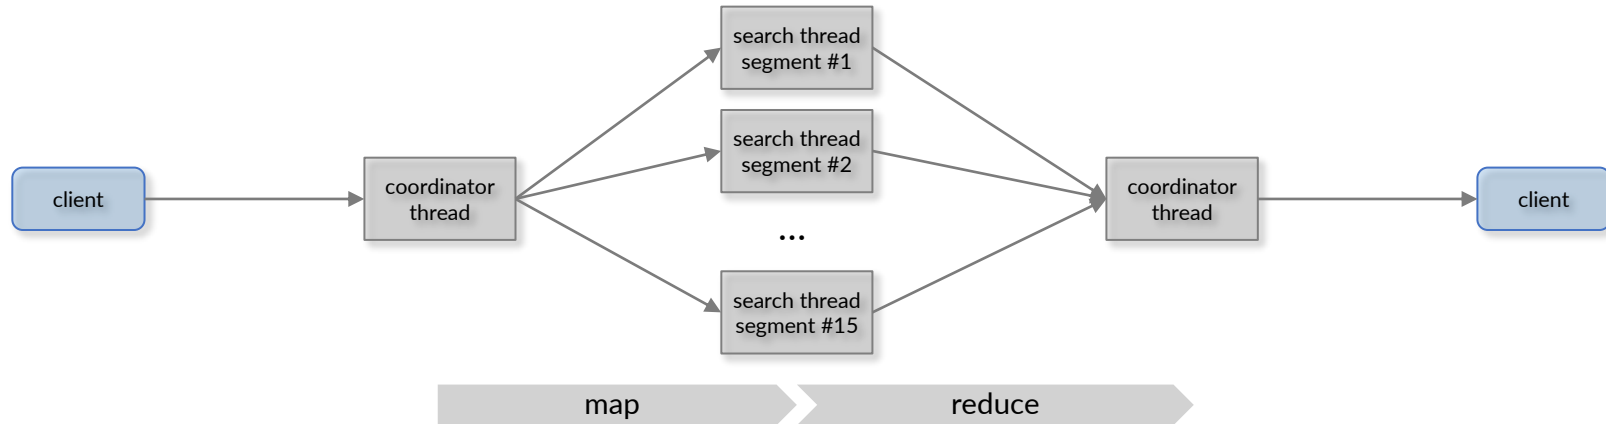 client
coordinator
thread
search thread
segment #1
search thread
segment #2
...
search thread
segment #15
coordinator
thread
client
map
reduce